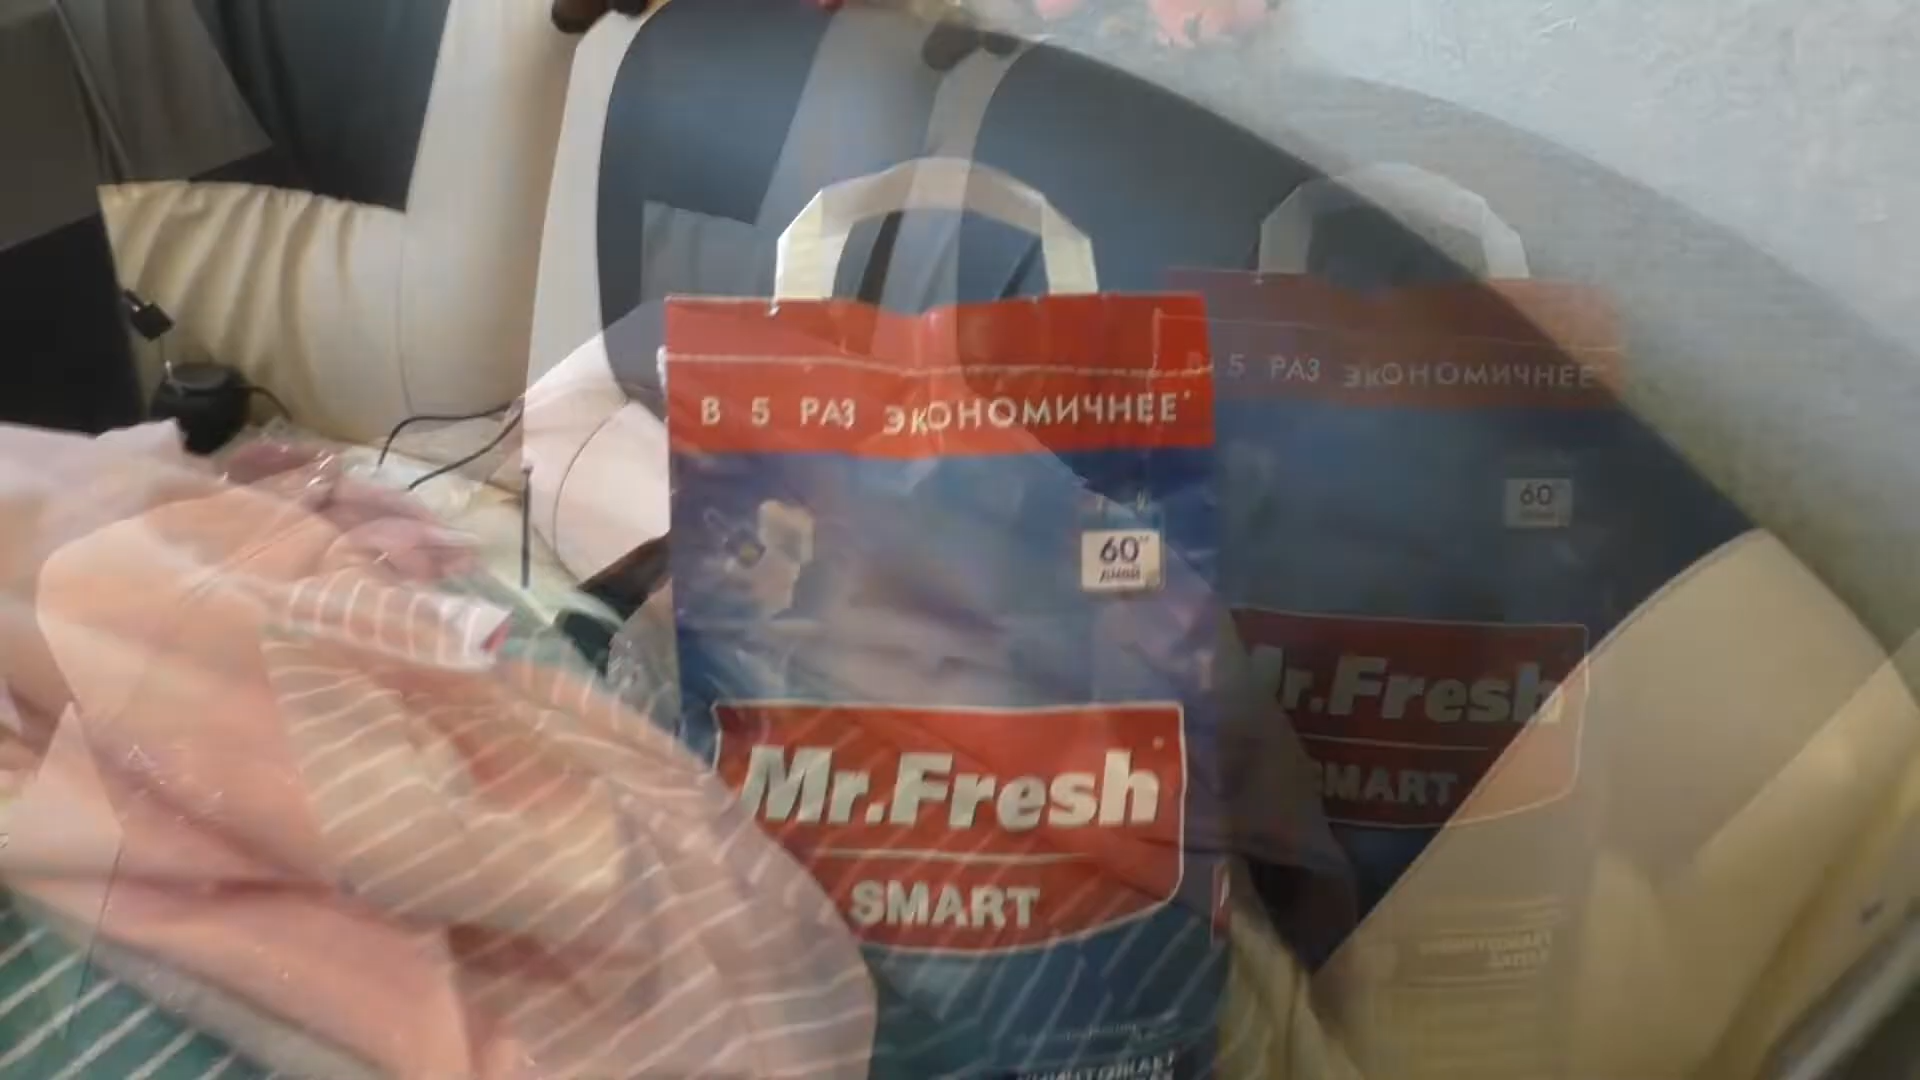 В 5 РАЗ ЭКОНОМИЧНЕЕ
60
дней
Mr.Fresh
SMART
В 5 РАЗ ЭКОНОМИЧНЕЕ
60
Mr.Fresh
SMART